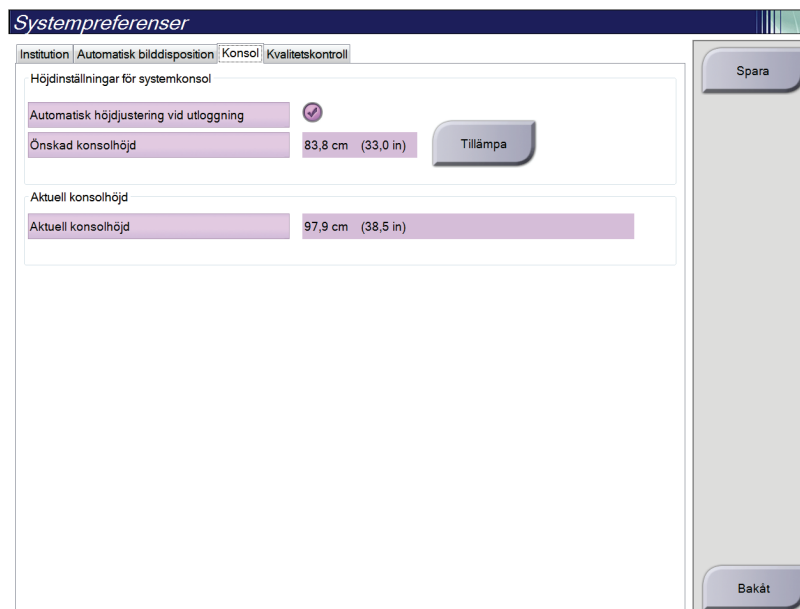 Systempreferenser
Institution Automatisk bilddisposition Konsol Kvalitetskontroll
Spara
Höjdinställningar för systemkonsol
Automatisk höjdjustering vid utloggning
Önskad konsolhöjd 83,8 cm (33,0 in) Tillämpa
Aktuell konsolhöjd
Aktuell konsolhöjd 97,9 cm (38,5 in)
Bakåt